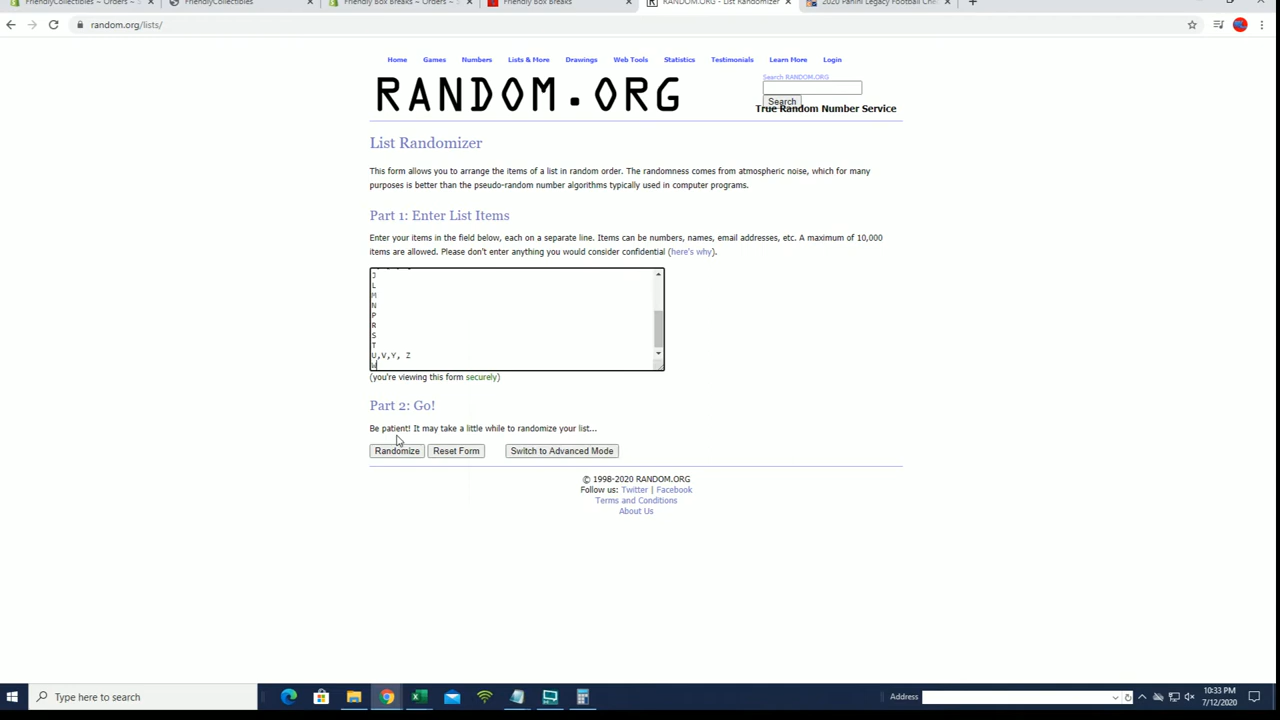 FriendlyCollectibles – Orders –
FriendlyCollectibles
Friendly Box Breaks – Orders –
Friendly Box Breaks
RANDOM.ORG - List Randomizer
2020 Panini Legacy Football Che
random.org/lists/
Home Games Numbers Lists & More Drawings Web Tools Statistics Testimonials Learn More Login
RANDOM.ORG
Search RANDOM.ORG
Search
True Random Number Service
List Randomizer
This form allows you to arrange the items of a list in random order. The randomness comes from atmospheric noise, which for many
purposes is better than the pseudo-random number algorithms typically used in computer programs.
Part 1: Enter List Items
Enter your items in the field below, each on a separate line. Items can be numbers, names, email addresses, etc. A maximum of 10,000
items are allowed. Please don't enter anything you would consider confidential (here's why).
J
L
M
N
P
R
S
T
U,V,Y, Z
W
(you're viewing this form securely)
Part 2: Go!
Be patient! It may take a little while to randomize your list...
Randomize Reset Form Switch to Advanced Mode
© 1998-2020 RANDOM.ORG
Follow us: Twitter | Facebook
Terms and Conditions
About Us
Type here to search
Address
10:33 PM
7/12/2020